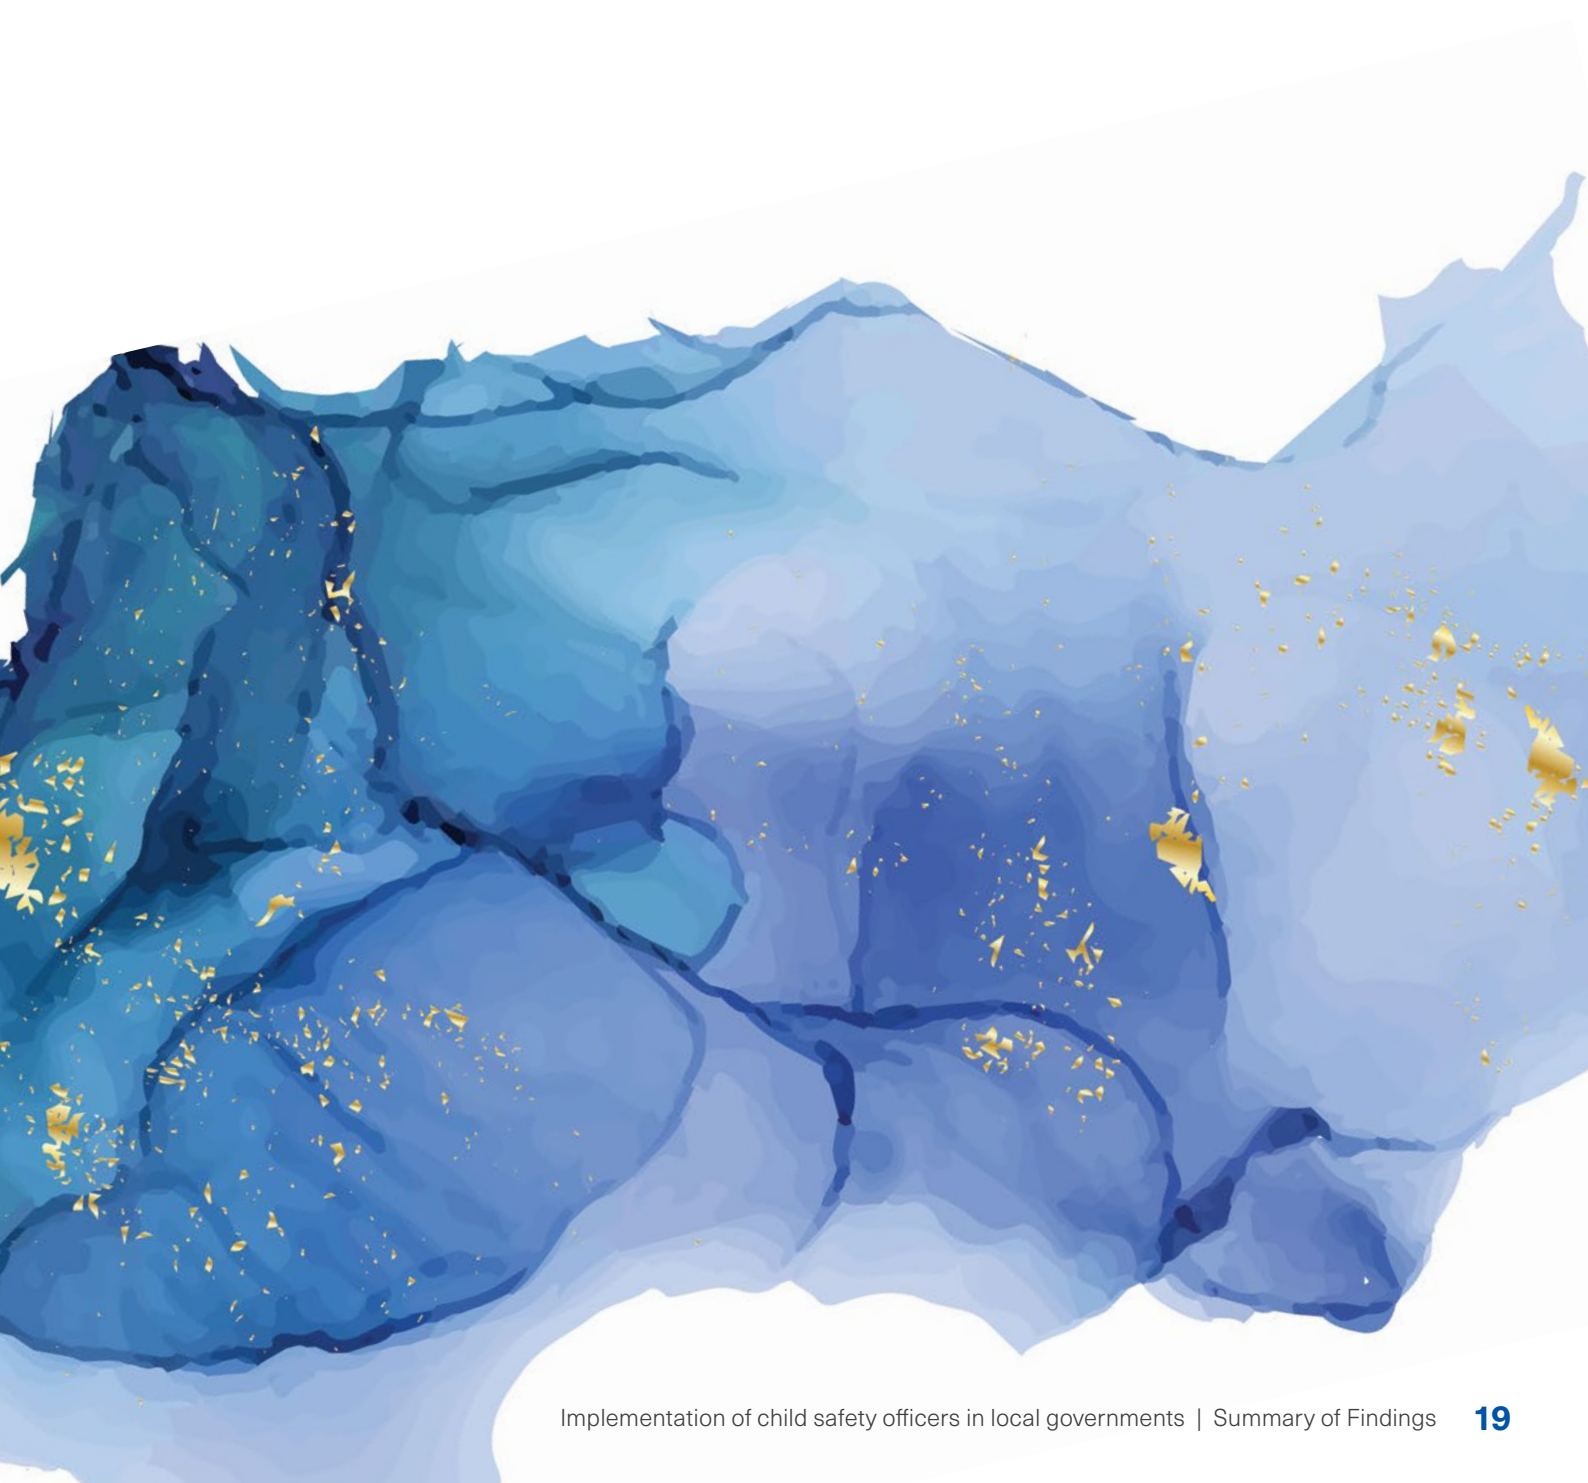 Implementation of child safety officers in local governments | Summary of Findings 19